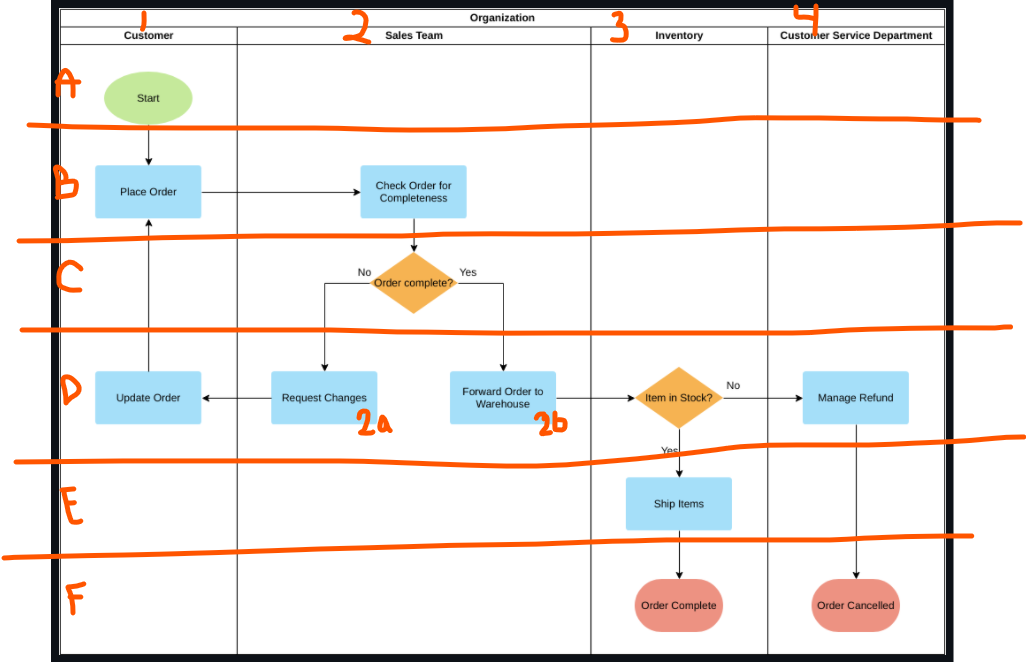 Organization
1 2 3 4
Customer Sales Team Inventory Customer Service Department
A
Start
B
Place Order
Check Order for
Completeness
C
No Order complete? Yes
D
Update Order
Request Changes
2a
Forward Order to
Warehouse
2b
Item in Stock?
No
Manage Refund
Yes
E
Ship Items
F
Order Complete
Order Cancelled